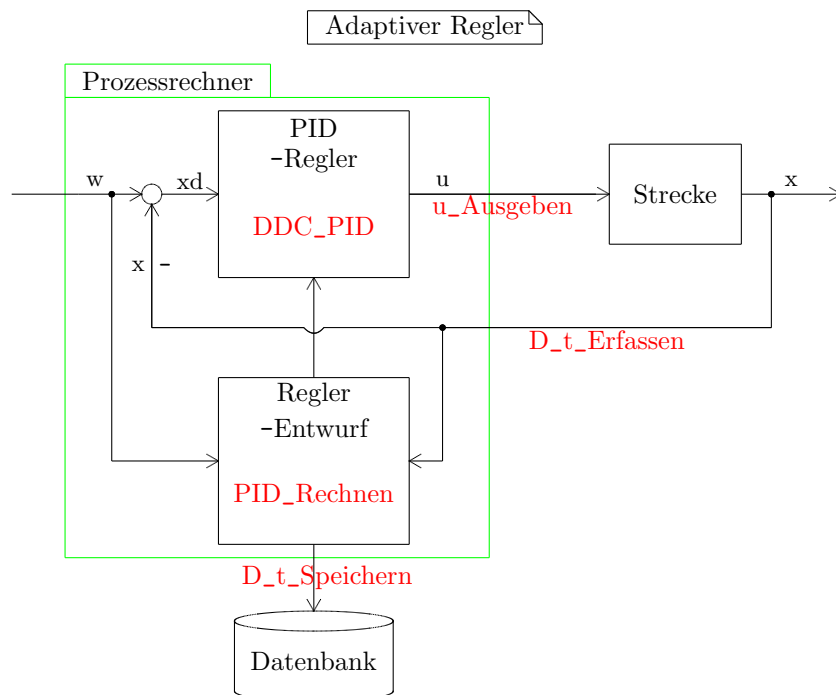 Adaptiver Regler
Prozessrechner
PID
-Regler
DDC_PID
w
xd
u
u_Ausgeben
Strecke
x
x -
D_t_Erfassen
Regler
-Entwurf
PID_Rechnen
D_t_Speichern
Datenbank